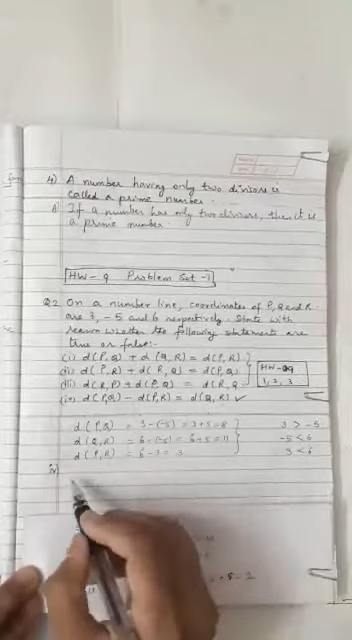 4) A number having only two divisors is
called a prime number.
A) If a number has only two divisors, then it is
a prime number.
HW-9 Problem Set-1
Q2 On a number line, coordinates of P, Q and R
are 3, -5 and 6 respectively. State with
reason whether the following statements are
true or false:-
(i) d(P,Q) + d(Q,R) = d(P,R)
(ii) d(P,R) + d(R,Q) = d(P,Q)
(iii) d(R,P) + d(P,Q) = d(R,Q)
(iv) d(P,Q) - d(P,R) = d(Q,R) ✓
HW-
1, 2, 3
d(P,Q) = 3-(-5) = 3+5 = 8 3 > -5
d(Q,R) = 6-(-5) = 6+5 = 11 -5 < 6
d(P,R) = 6-3 = 3 3 < 6
iv)